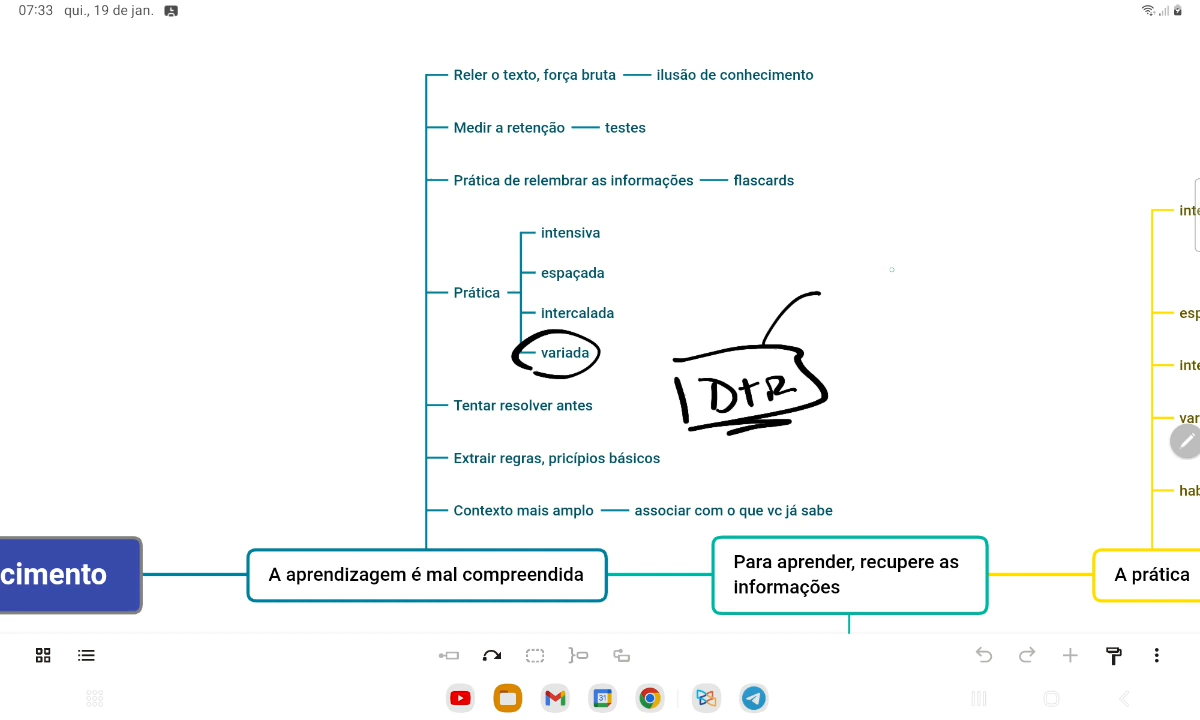 07:33 qui., 19 de jan.
Reler o texto, força bruta ilusão de conhecimento
Medir a retenção testes
Prática de relembrar as informações flascards
intensiva
espaçada
Prática
intercalada
variada
Tentar resolver antes
D+R
Extrair regras, pricípios básicos
Contexto mais amplo associar com o que vc já sabe
cimento
A aprendizagem é mal compreendida
Para aprender, recupere as
informações
A prática
inte
esp
inte
var
hab
31